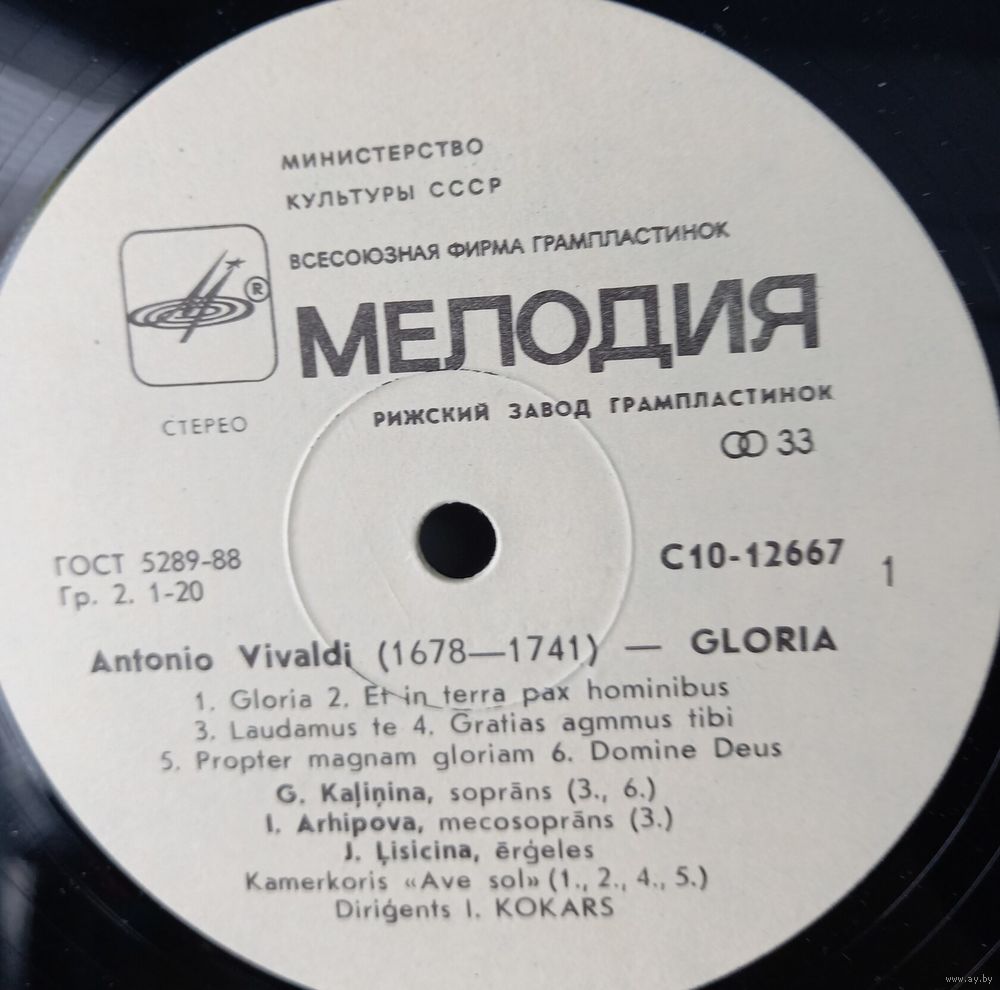 МИНИСТЕРСТВО
КУЛЬТУРЫ СССР
ВСЕСОЮЗНАЯ ФИРМА ГРАМПЛАСТИНОК
®
МЕЛОДИЯ
РИЖСКИЙ ЗАВОД ГРАМПЛАСТИНОК
СТЕРЕО
33
ГОСТ 5289-88
Гр. 2. 1-20
С10-12667
1
Antonio Vivaldi (1678—1741) — GLORIA
1. Gloria 2. Et in terra pax hominibus
3. Laudamus te 4. Gratias agmmus tibi
5. Propter magnam gloriam 6. Domine Deus
G. Kaļiņina, soprāns (3., 6.)
I. Arhipova, mecosoprāns (3.)
J. Ļisicina, ērģeles
Kamerkoris «Ave sol» (1., 2., 4., 5.)
Diriģents I. KOKARS
www.ay.by